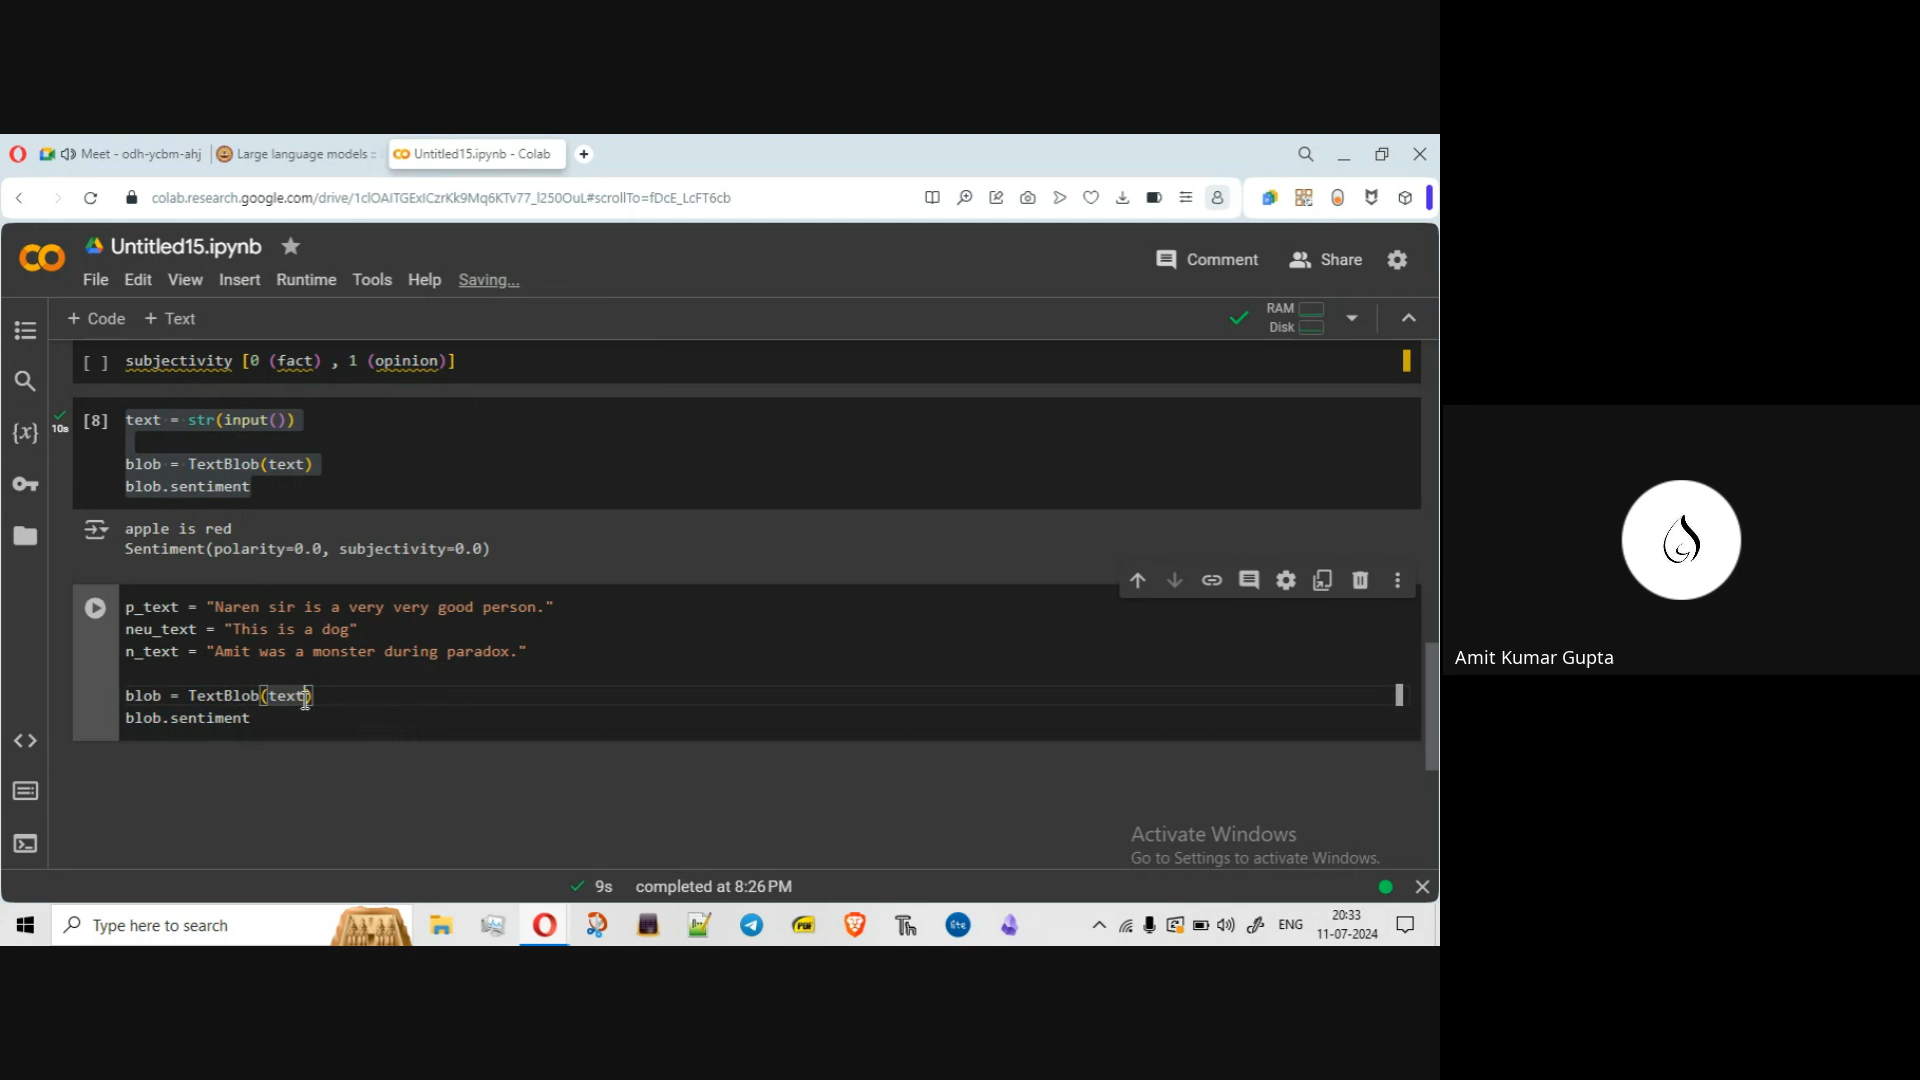 Meet - odh-ycbm-ahj
Large language models ::
Untitled15.ipynb - Colab
colab.research.google.com/drive/1clOAITGExICzrKk9Mq6KTv77_l250OuL#scrollTo=fDcE_LcFT6cb
Untitled15.ipynb
Comment
Share
File Edit View Insert Runtime Tools Help Saving...
+ Code + Text
RAM
Disk
[ ] subjectivity [0 (fact) , 1 (opinion)]
[8] text = str(input())
10s
blob = TextBlob(text)
blob.sentiment
apple is red
Sentiment(polarity=0.0, subjectivity=0.0)
p_text = "Naren sir is a very very good person."
neu_text = "This is a dog"
n_text = "Amit was a monster during paradox."
blob = TextBlob(text)
blob.sentiment
Amit Kumar Gupta
Activate Windows
Go to Settings to activate Windows.
9s completed at 8:26 PM
Type here to search
ENG
20:33
11-07-2024